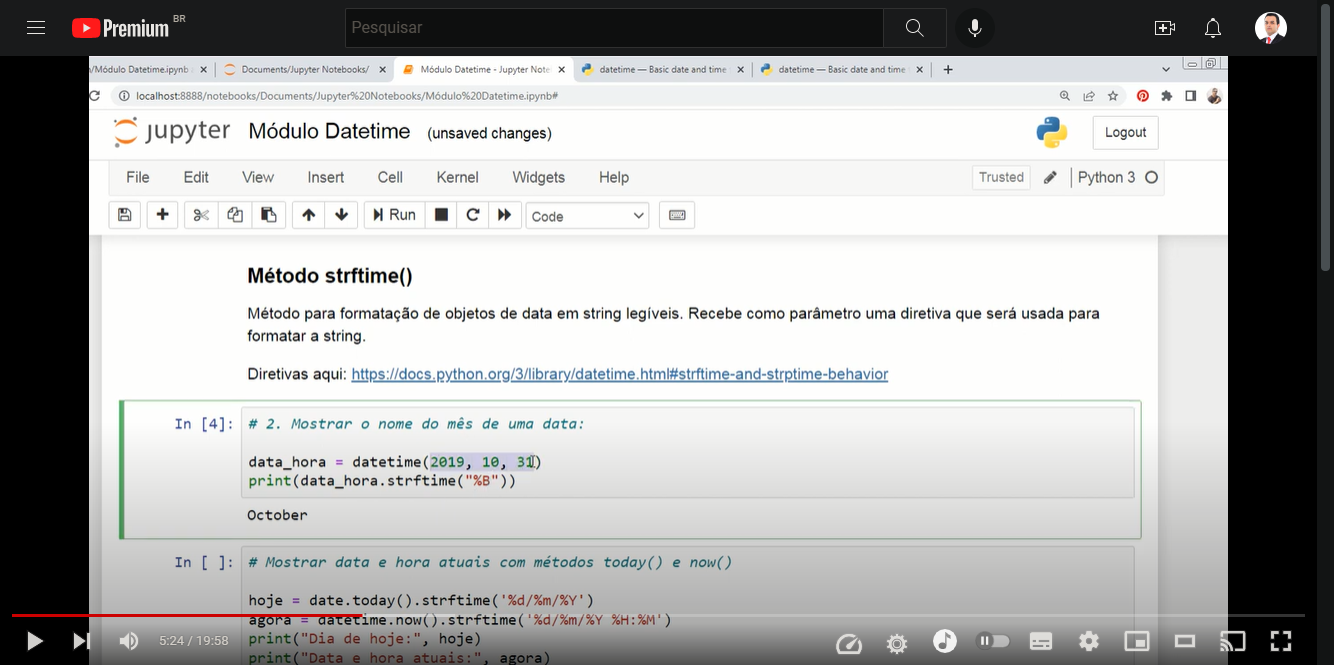 Premium BR
Pesquisar
/Módulo Datetime.ipynb
Documents/Jupyter Notebooks/
Módulo Datetime - Jupyter Note
datetime — Basic date and time
datetime — Basic date and time
localhost:8888/notebooks/Documents/Jupyter%20Notebooks/Módulo%20Datetime.ipynb#
jupyter Módulo Datetime (unsaved changes)
Logout
File Edit View Insert Cell Kernel Widgets Help
Trusted Python 3
Run Code
Método strftime()
Método para formatação de objetos de data em string legíveis. Recebe como parâmetro uma diretiva que será usada para
formatar a string.
Diretivas aqui: https://docs.python.org/3/library/datetime.html#strftime-and-strptime-behavior
In [4]: # 2. Mostrar o nome do mês de uma data:
data_hora = datetime(2019, 10, 31)
print(data_hora.strftime("%B"))
October
In [ ]: # Mostrar data e hora atuais com métodos today() e now()
hoje = date.today().strftime('%d/%m/%Y')
agora = datetime.now().strftime('%d/%m/%Y %H:%M')
print("Dia de hoje:", hoje)
print("Data e hora atuais:", agora)
5:24 / 19:58